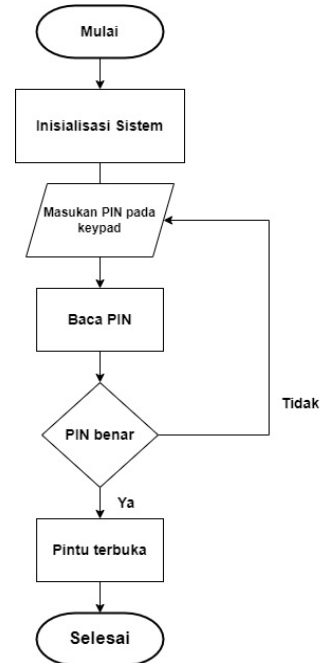 Mulai
Inisialisasi Sistem
Masukan PIN pada
keypad
Baca PIN
PIN benar
Tidak
Ya
Pintu terbuka
Selesai